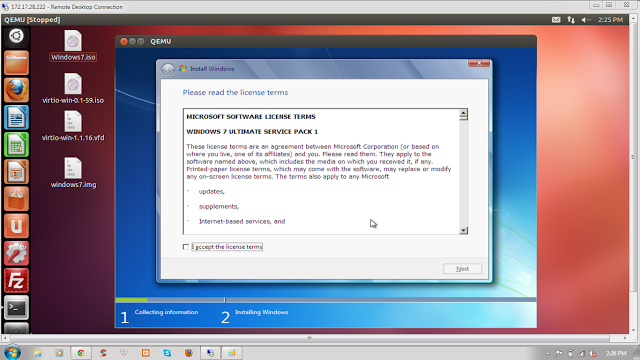 172.17.28.222 - Remote Desktop Connection
QEMU [Stopped]
2:25 PM
Windows7.iso
virtio-win-0.1-59.iso
virtio-win-1.1.16.vfd
windows7.img
QEMU
Install Windows
Please read the license terms
MICROSOFT SOFTWARE LICENSE TERMS
WINDOWS 7 ULTIMATE SERVICE PACK 1
These license terms are an agreement between Microsoft Corporation (or based on
where you live, one of its affiliates) and you. Please read them. They apply to the
software named above, which includes the media on which you received it, if any.
Printed-paper license terms, which may come with the software, may replace or modify
any on-screen license terms. The terms also apply to any Microsoft
· updates,
· supplements,
· Internet-based services, and
I accept the license terms
Next
1 Collecting information
2 Installing Windows
2:26 PM